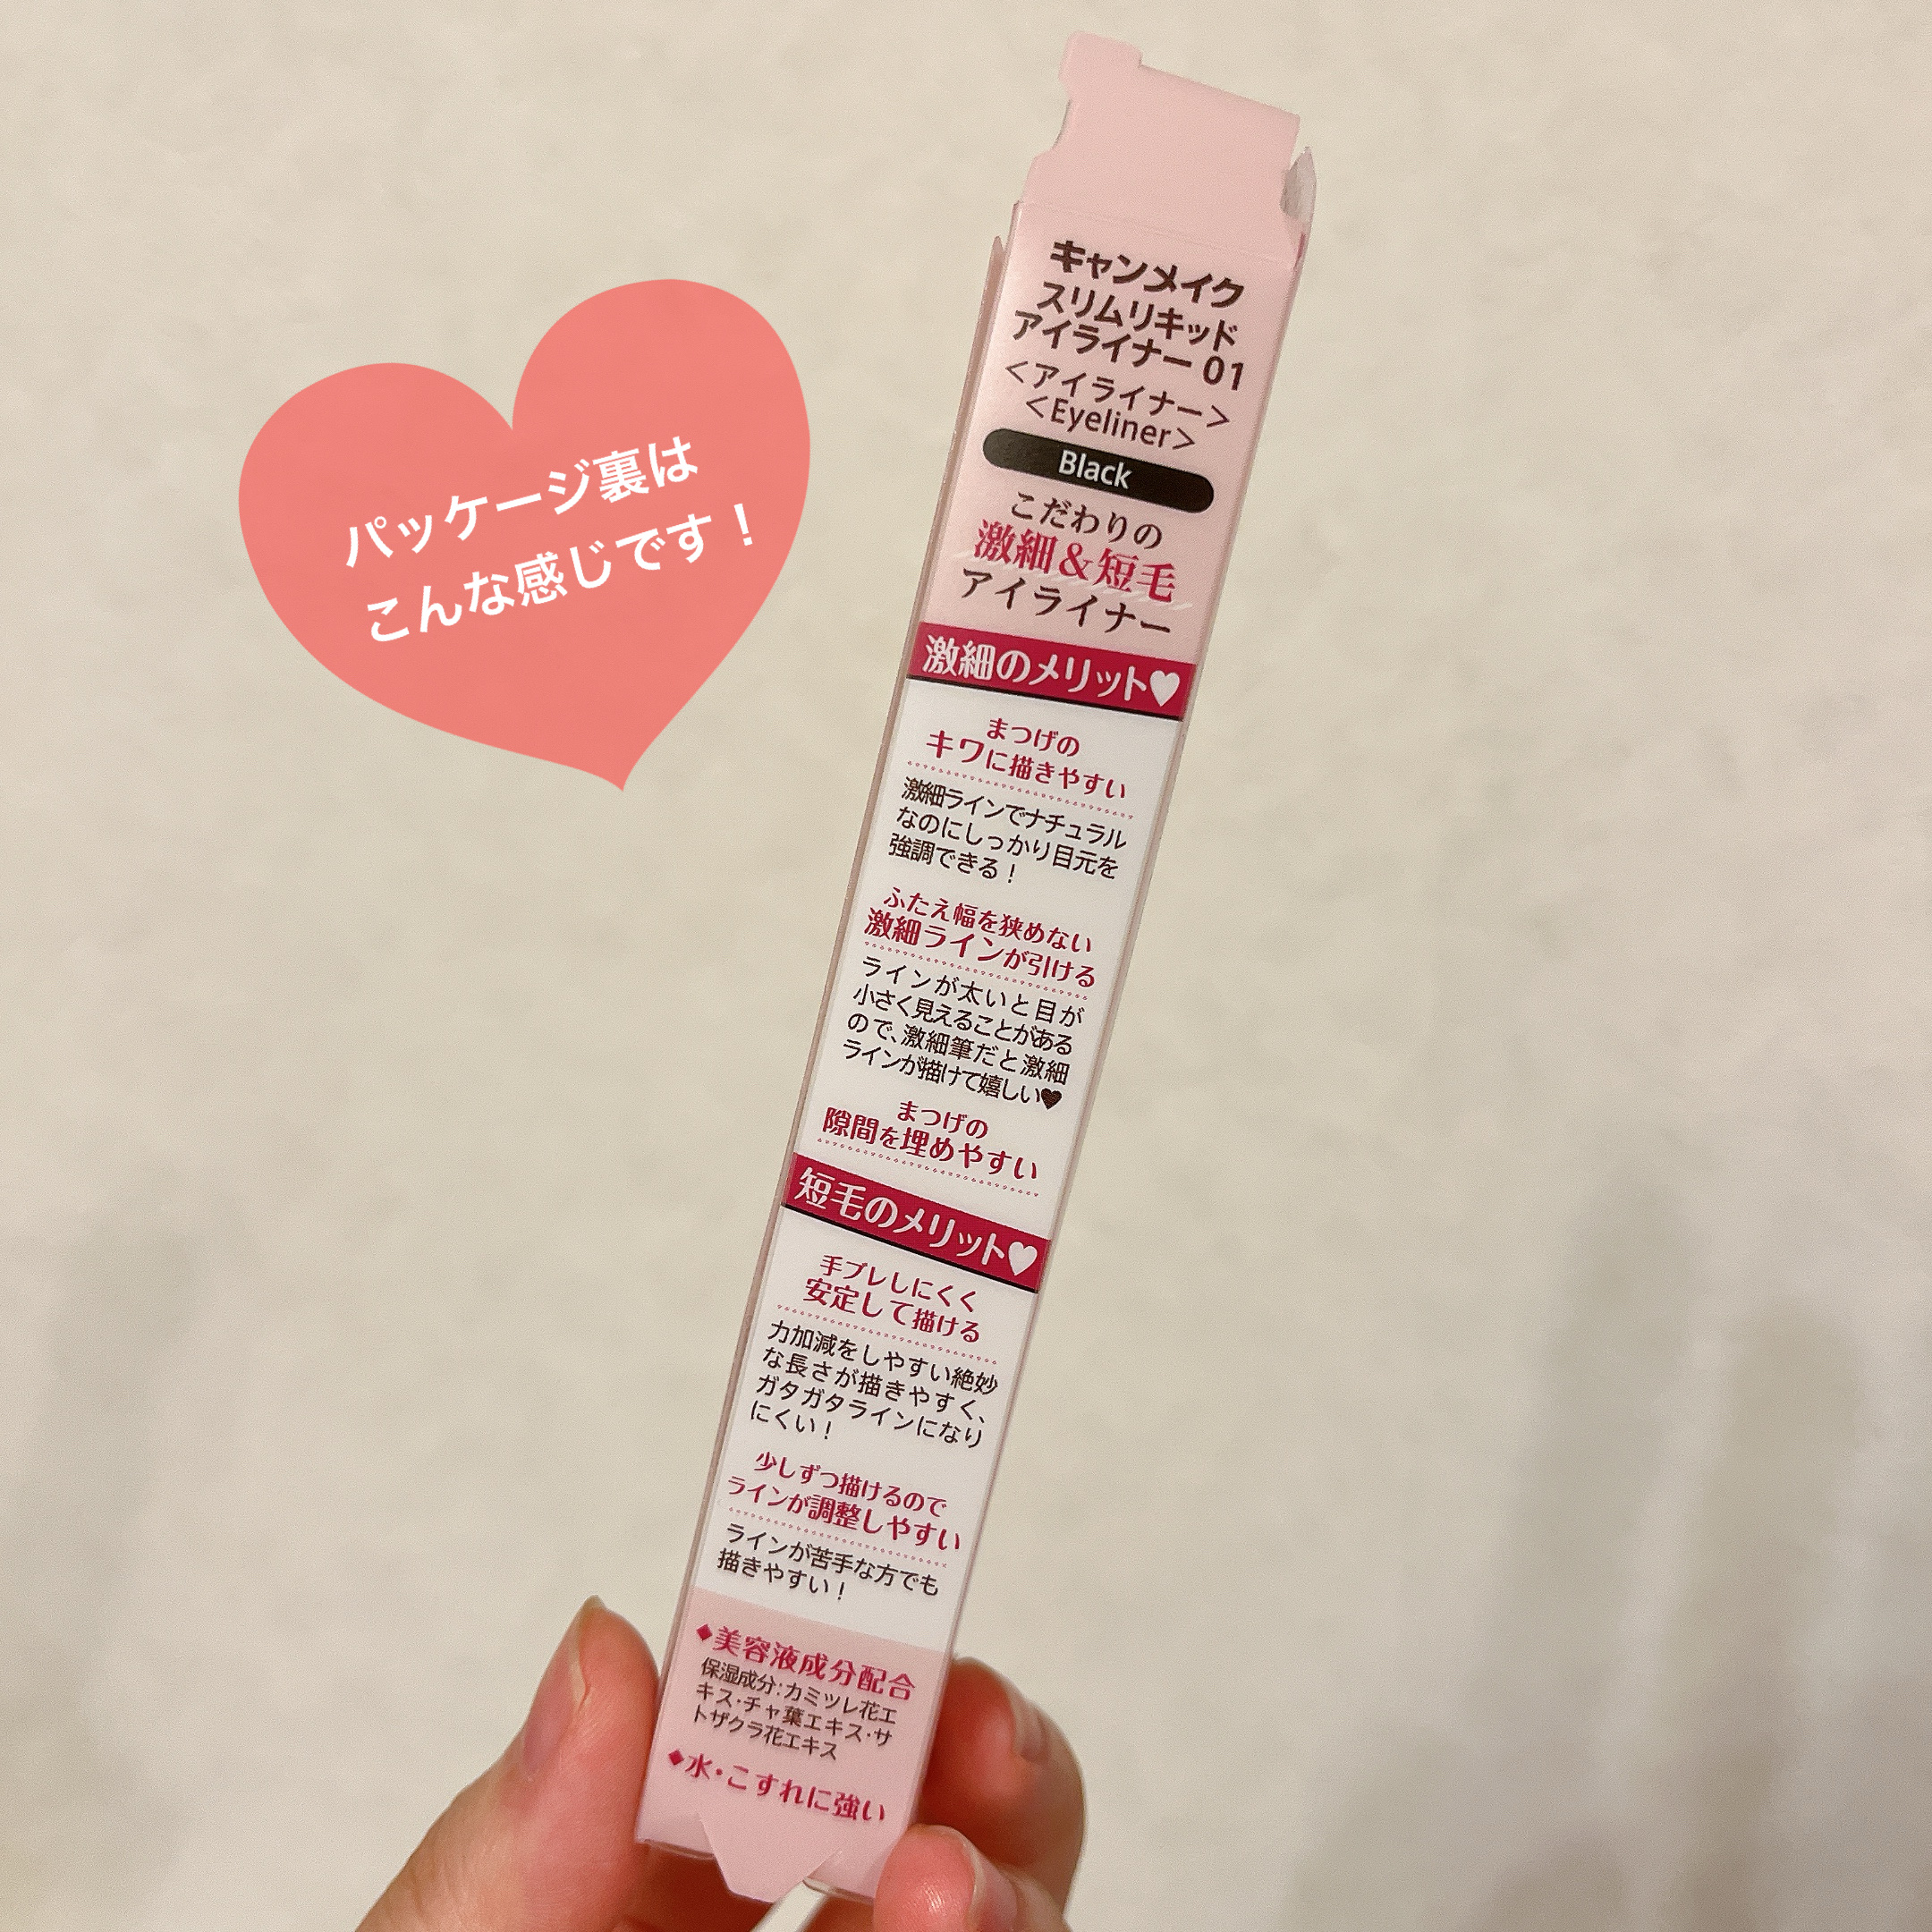 パッケージ裏は
こんな感じです！
キャンメイク
スリムリキッド
アイライナー 01
＜アイライナー＞
＜Eyeliner＞
Black
こだわりの
激細＆短毛
アイライナー
激細のメリット♥
まつげの
キワに描きやすい
激細ラインでナチュラル
なのにしっかり目元を
強調できる！
ふたえ幅を狭めない
激細ラインが引ける
ラインが太いと目が
小さく見えることがある
ので、激細筆だと激細
ラインが描けて嬉しい♥
まつげの
隙間を埋めやすい
短毛のメリット♥
手ブレしにくく
安定して描ける
力加減をしやすい絶妙
な長さが描きやすく、
ガタガタラインになり
にくい！
少しずつ描けるので
ラインが調整しやすい
ラインが苦手な方でも
描きやすい！
◆美容液成分配合
保湿成分:カミツレ花エ
キス・チャ葉エキス・サ
トザクラ花エキス
◆水・こすれに強い